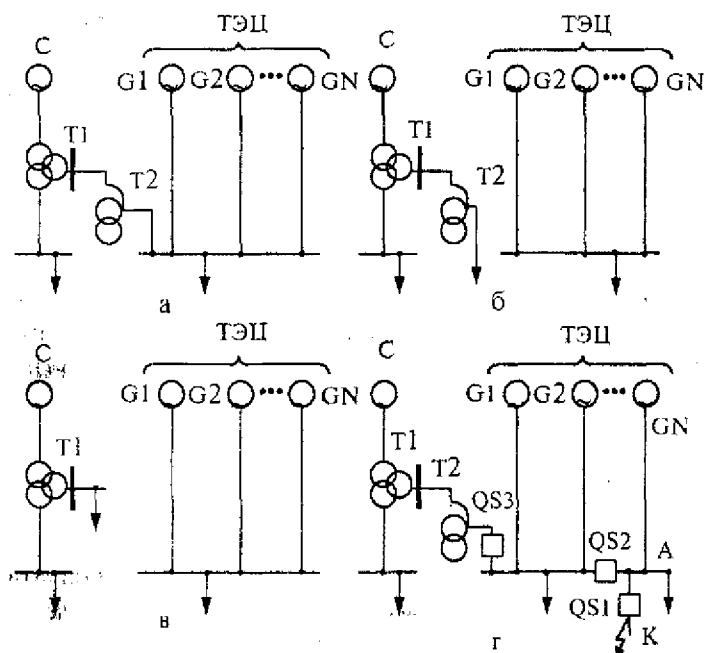 С ТЭЦ С ТЭЦ
G1 G2 ••• GN G1 G2 ••• GN
T1 T1
T2 T2
а б
С ТЭЦ С ТЭЦ
G1 G2 ••• GN G1 G2 •••
GN
T1 T1
T2
QS3
QS2 А
QS1
К
в г